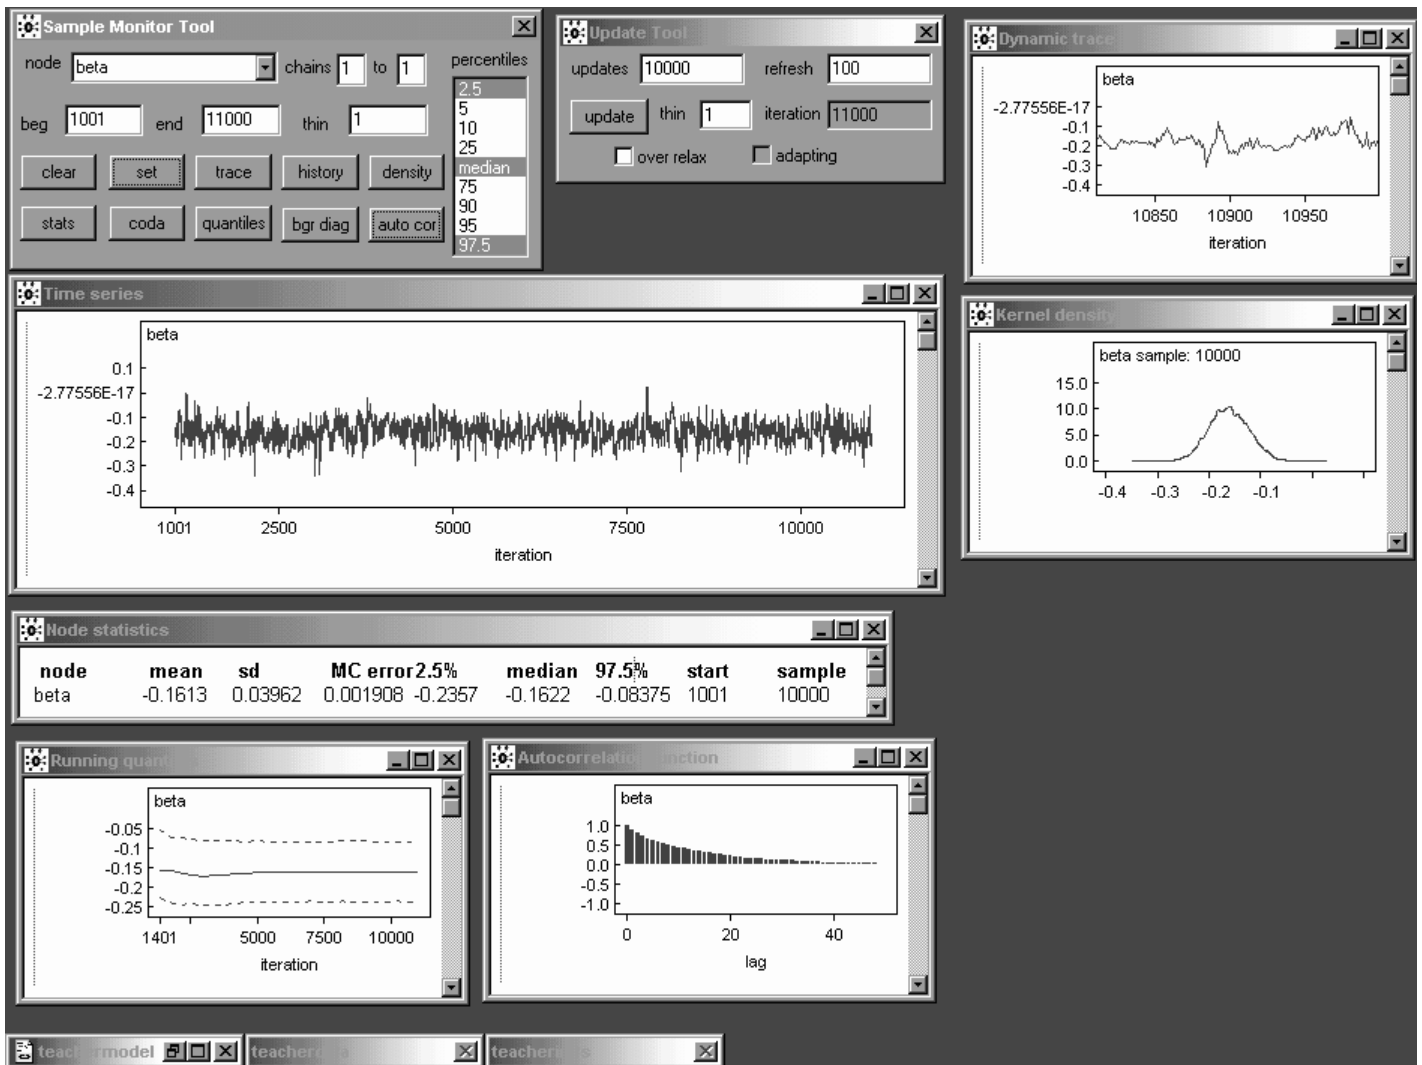 Sample Monitor Tool
node beta chains 1 to 1 percentiles
2.5
5
10
25
median
75
90
95
97.5
beg 1001 end 11000 thin 1
clear set trace history density
stats coda quantiles bgr diag auto cor
Update Tool
updates 10000 refresh 100
update thin 1 iteration 11000
over relax adapting
Dynamic trace
beta
-2.77556E-17
-0.1
-0.2
-0.3
-0.4
10850 10900 10950
iteration
Time series
beta
0.1
-2.77556E-17
-0.1
-0.2
-0.3
-0.4
1001 2500 5000 7500 10000
iteration
Kernel density
beta sample: 10000
15.0
10.0
5.0
0.0
-0.4 -0.3 -0.2 -0.1
Node statistics
node mean sd MC error 2.5% median 97.5% start sample
beta -0.1613 0.03962 0.001908 -0.2357 -0.1622 -0.08375 1001 10000
Running quant
beta
-0.05
-0.1
-0.15
-0.2
-0.25
1401 5000 7500 10000
iteration
Autocorrelation function
beta
1.0
0.5
0.0
-0.5
-1.0
0 20 40
lag
teachermodel